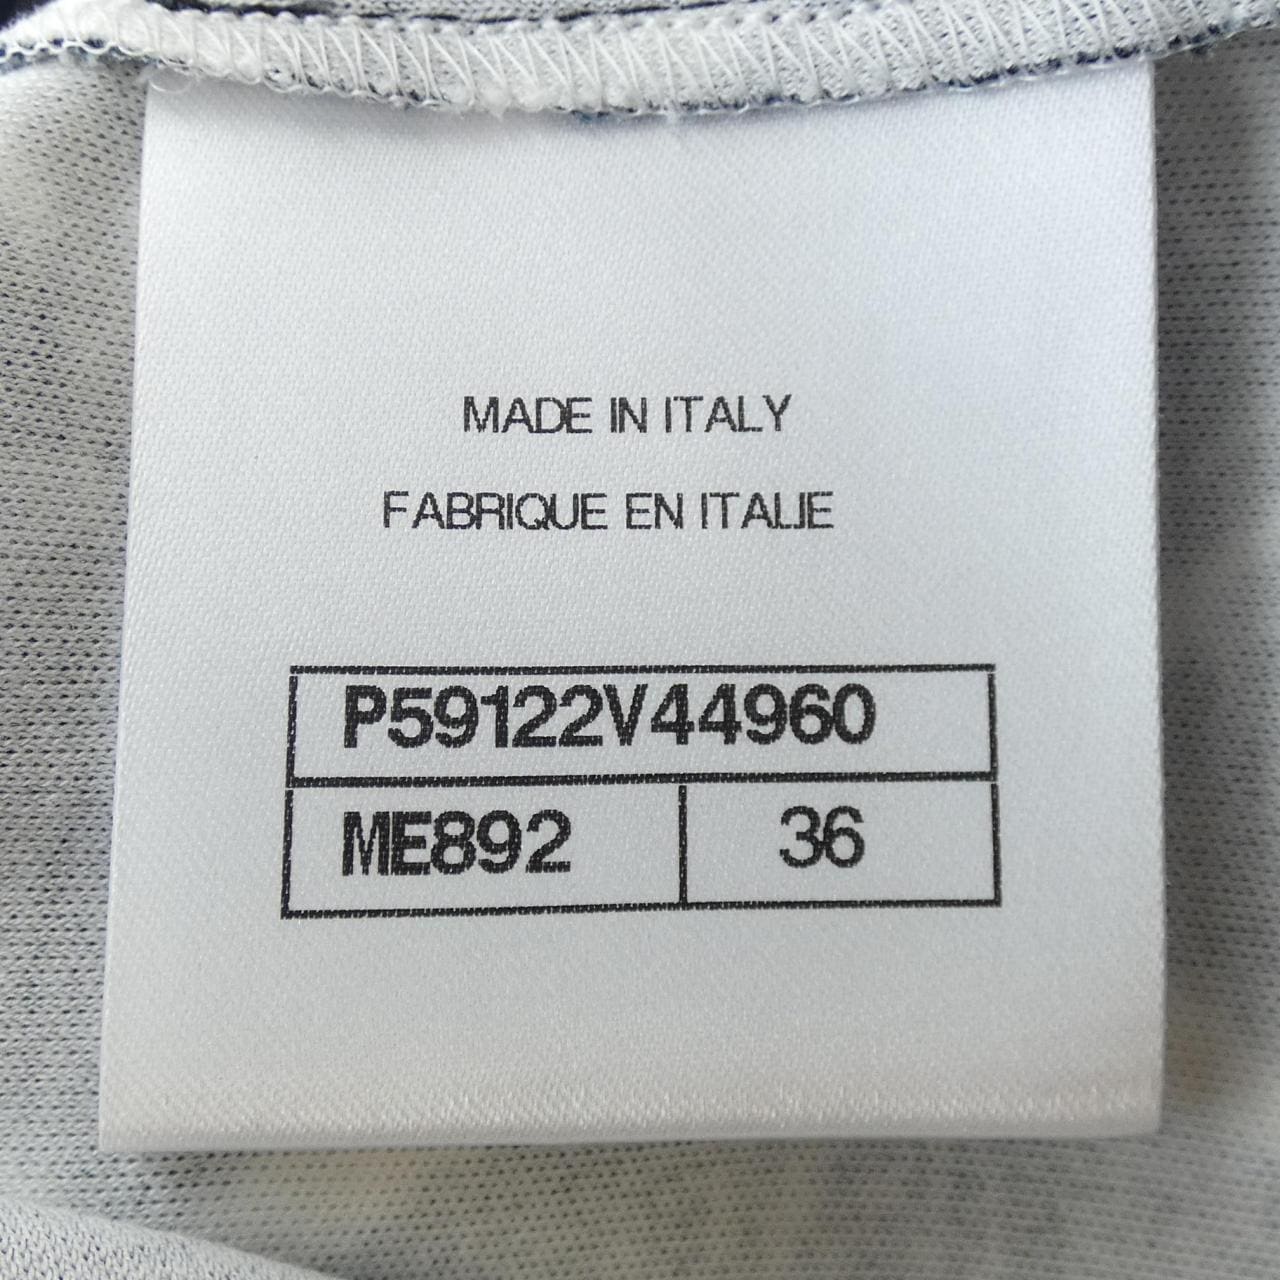 MADE IN ITALY
FABRIQUE EN ITALIE
P59122V44960
ME892 36